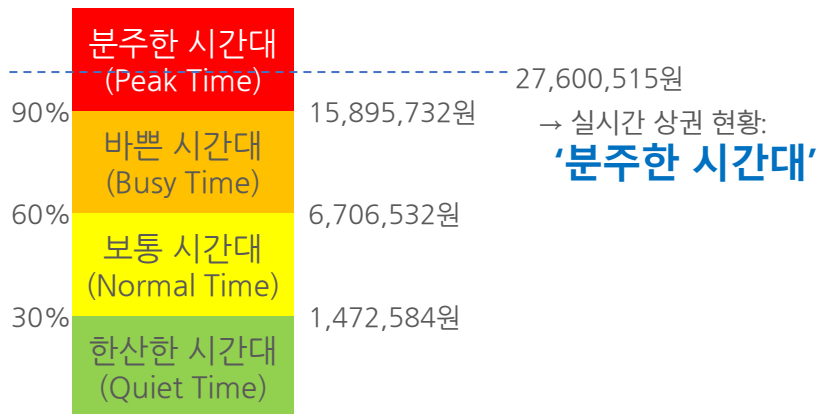 분주한 시간대
(Peak Time)
27,600,515원
→ 실시간 상권 현황:
‘분주한 시간대’
90%
15,895,732원
바쁜 시간대
(Busy Time)
60%
6,706,532원
보통 시간대
(Normal Time)
30%
1,472,584원
한산한 시간대
(Quiet Time)